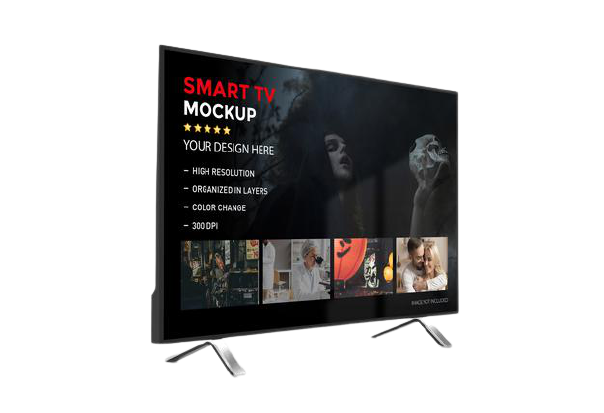 SMART TV
MOCKUP
YOUR DESIGN HERE
– HIGH RESOLUTION
– ORGANIZED IN LAYERS
– COLOR CHANGE
– 300 DPI
IMAGE NOT INCLUDED